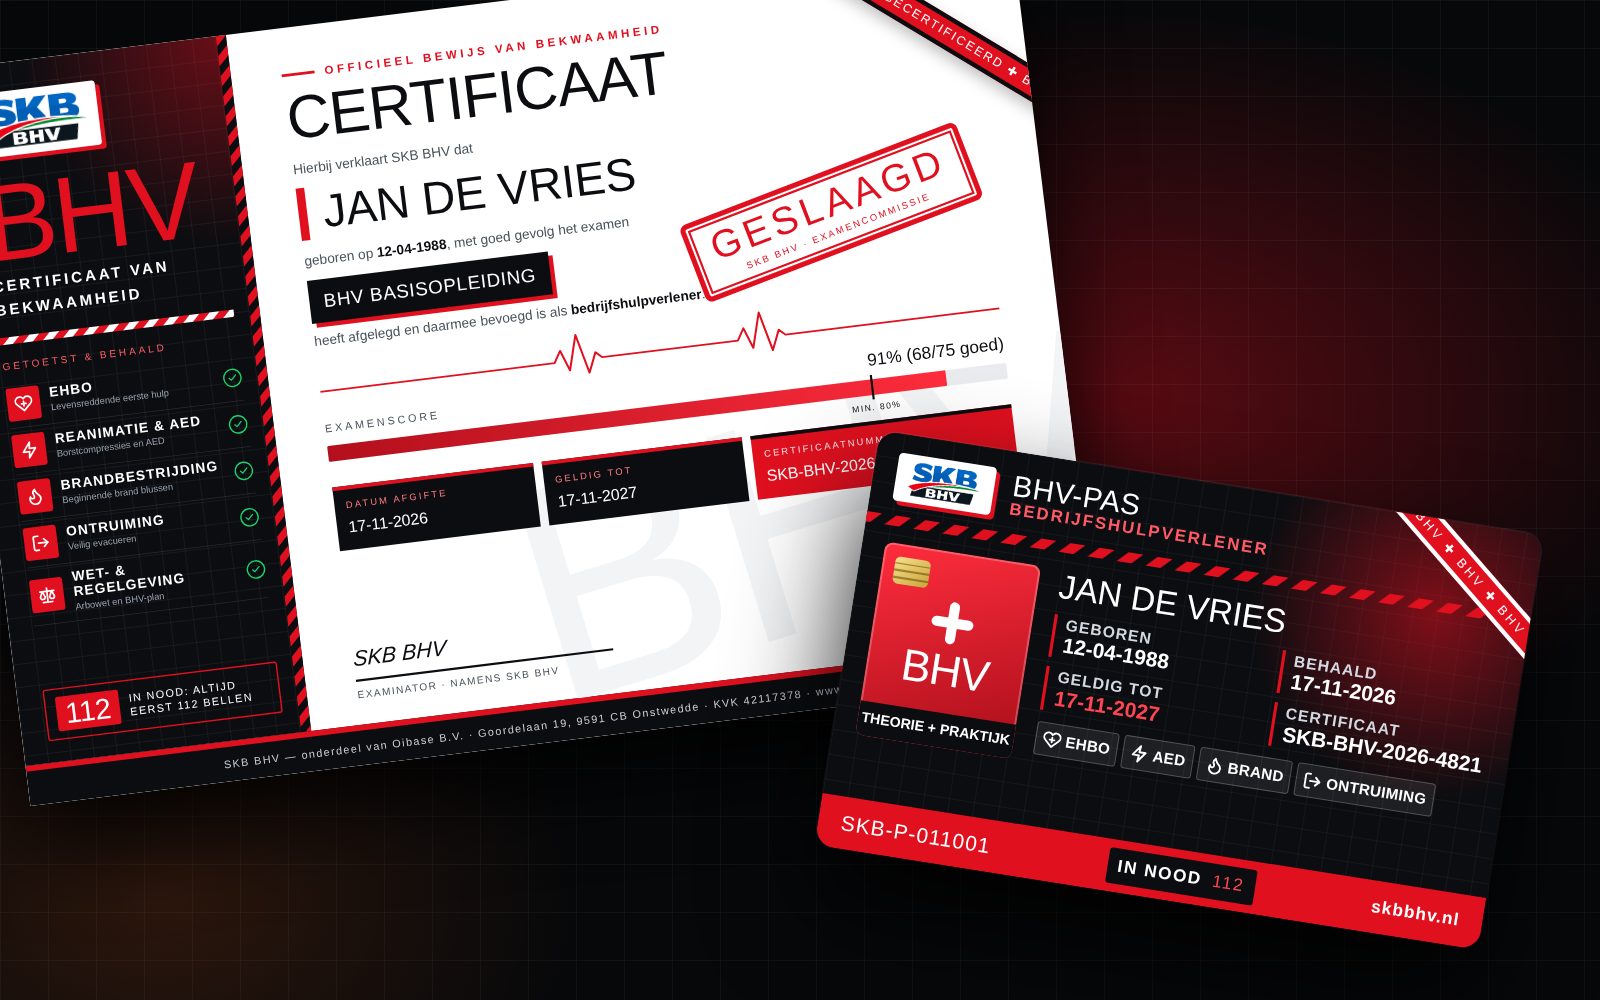 SKB
BHV
BHV
CERTIFICAAT VAN
BEKWAAMHEID
GETOETST & BEHAALD
EHBO
Levensreddende eerste hulp
REANIMATIE & AED
Borstcompressies en AED
BRANDBESTRIJDING
Beginnende brand blussen
ONTRUIMING
Veilig evacueren
WET- &
REGELGEVING
Arbowet en BHV-plan
112
IN NOOD: ALTIJD
EERST 112 BELLEN
OFFICIEEL BEWIJS VAN BEKWAAMHEID
CERTIFICAAT
Hierbij verklaart SKB BHV dat
JAN DE VRIES
geboren op 12-04-1988, met goed gevolg het examen
BHV BASISOPLEIDING
heeft afgelegd en daarmee bevoegd is als bedrijfshulpverlener.
GECERTIFICEERD
GESLAAGD
SKB BHV · EXAMENCOMMISSIE
EXAMENSCORE
91% (68/75 goed)
MIN. 80%
DATUM AFGIFTE
17-11-2026
GELDIG TOT
17-11-2027
CERTIFICAATNUMM
SKB-BHV-2026
BHV
SKB BHV
EXAMINATOR · NAMENS SKB BHV
SKB BHV — onderdeel van Oibase B.V. · Goordelaan 19, 9591 CB Onstwedde · KVK 42117378 · www
SKB
BHV
BHV-PAS
BEDRIJFSHULPVERLENER
BHV ✚ BHV ✚ BHV
BHV
THEORIE + PRAKTIJK
JAN DE VRIES
GEBOREN
12-04-1988
BEHAALD
17-11-2026
GELDIG TOT
17-11-2027
CERTIFICAAT
SKB-BHV-2026-4821
EHBO
AED
BRAND
ONTRUIMING
SKB-P-011001
IN NOOD 112
skbbhv.nl